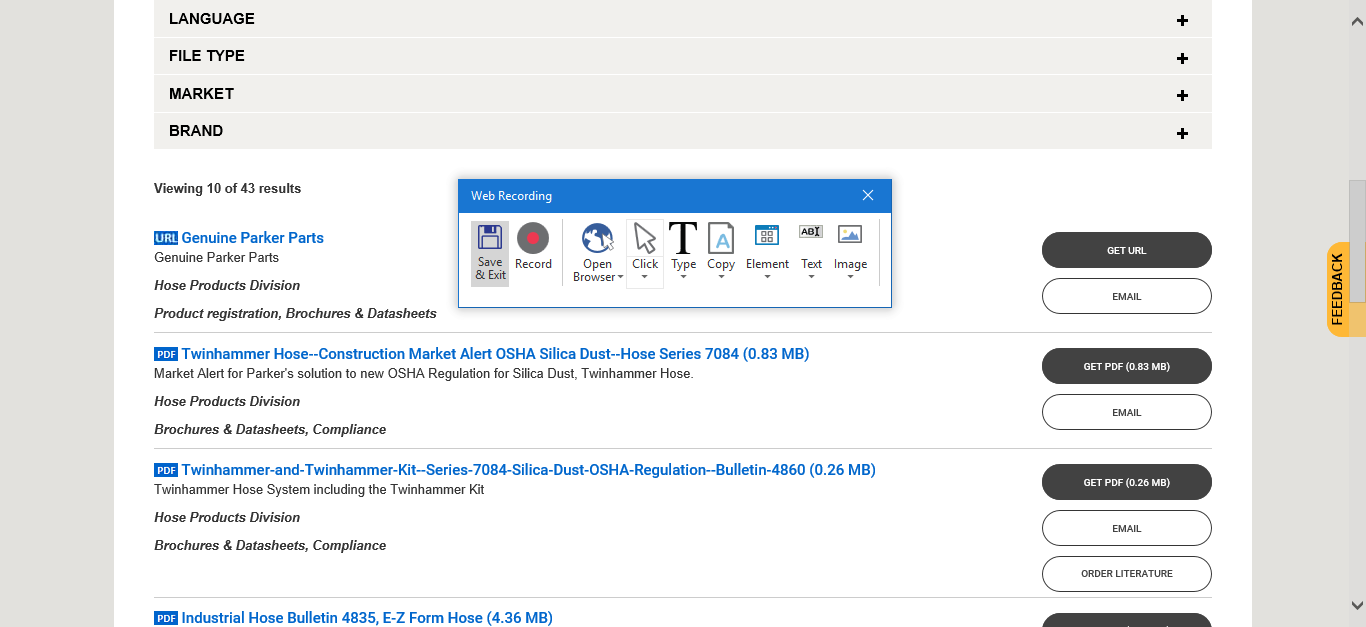 LANGUAGE
FILE TYPE
MARKET
BRAND
Viewing 10 of 43 results
Web Recording
Save & Exit
Record
Open Browser
Click
Type
Copy
Element
Text
Image
T
A
ABI
URL Genuine Parker Parts
Genuine Parker Parts
Hose Products Division
Product registration, Brochures & Datasheets
GET URL
EMAIL
FEEDBACK
PDF Twinhammer Hose--Construction Market Alert OSHA Silica Dust--Hose Series 7084 (0.83 MB)
Market Alert for Parker's solution to new OSHA Regulation for Silica Dust, Twinhammer Hose.
Hose Products Division
Brochures & Datasheets, Compliance
GET PDF (0.83 MB)
EMAIL
PDF Twinhammer-and-Twinhammer-Kit--Series-7084-Silica-Dust-OSHA-Regulation--Bulletin-4860 (0.26 MB)
Twinhammer Hose System including the Twinhammer Kit
Hose Products Division
Brochures & Datasheets, Compliance
GET PDF (0.26 MB)
EMAIL
ORDER LITERATURE
PDF Industrial Hose Bulletin 4835, E-Z Form Hose (4.36 MB)